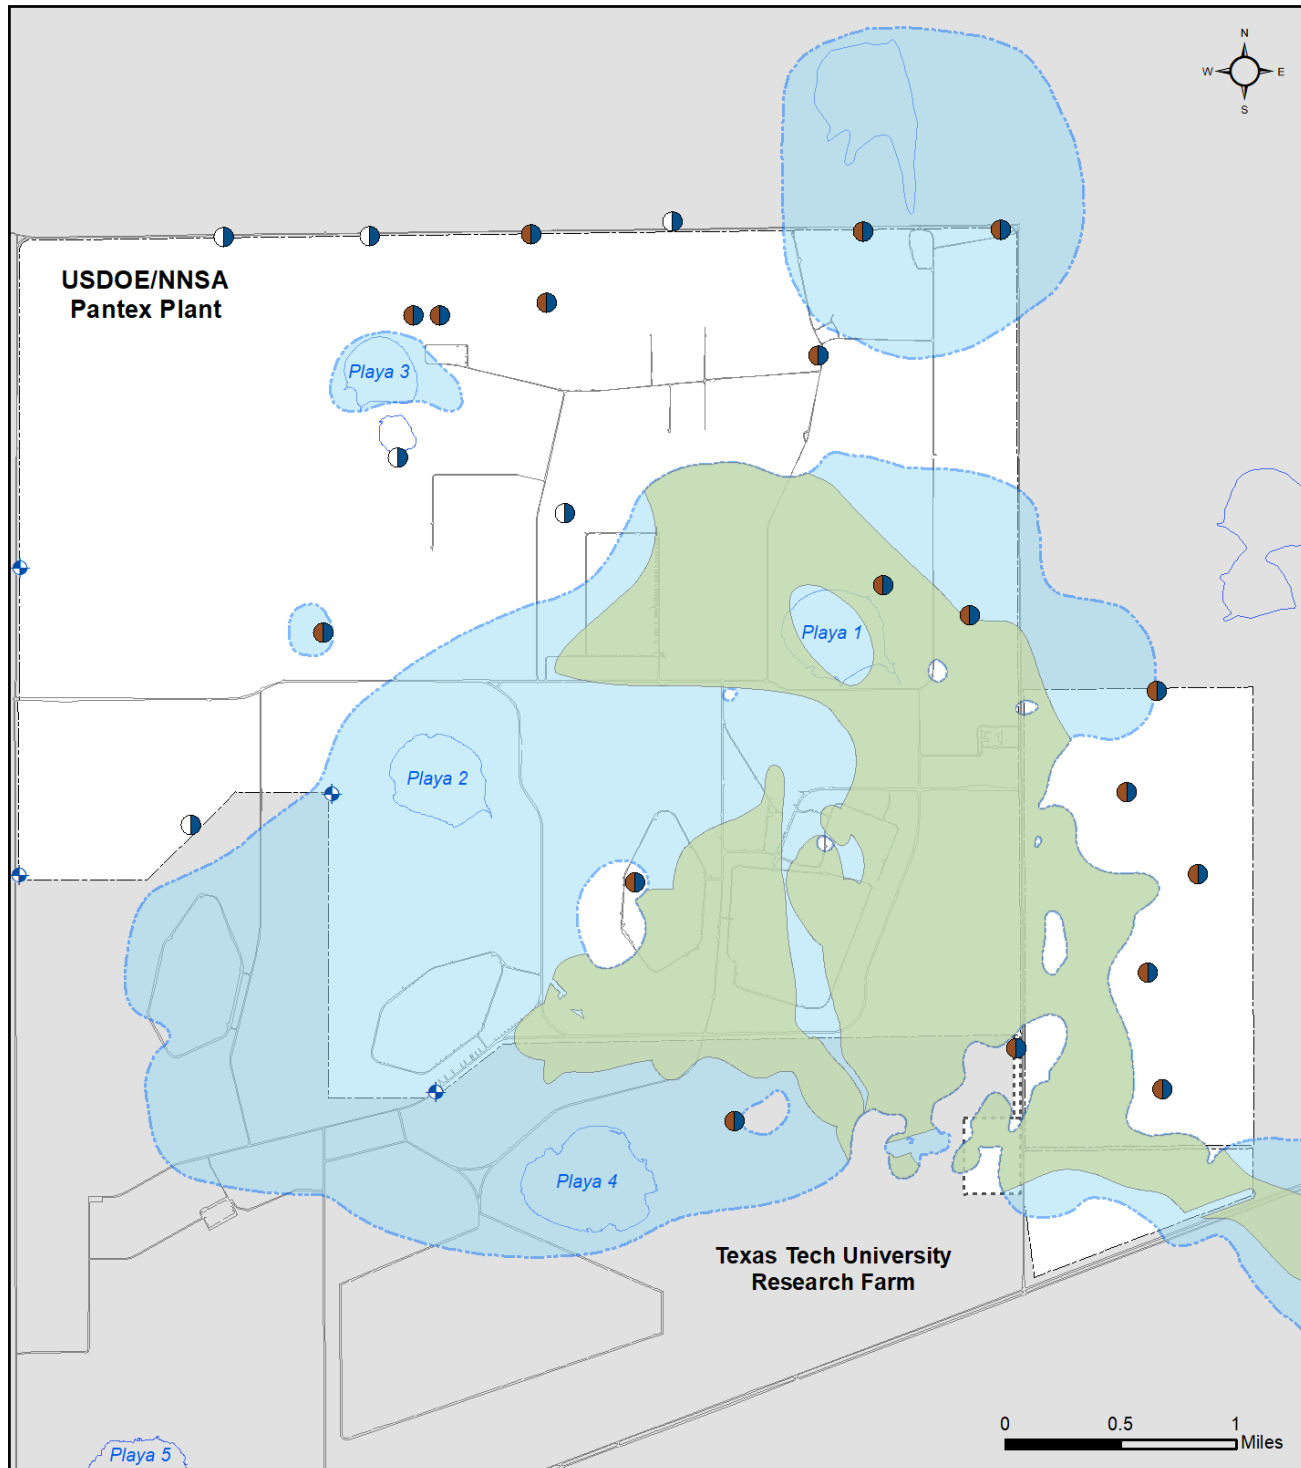 N
W E
S
USDOE/NNSA
Pantex Plant
Playa 3
Playa 1
Playa 2
Playa 4
Texas Tech University
Research Farm
0 0.5 1
Miles
Playa 5